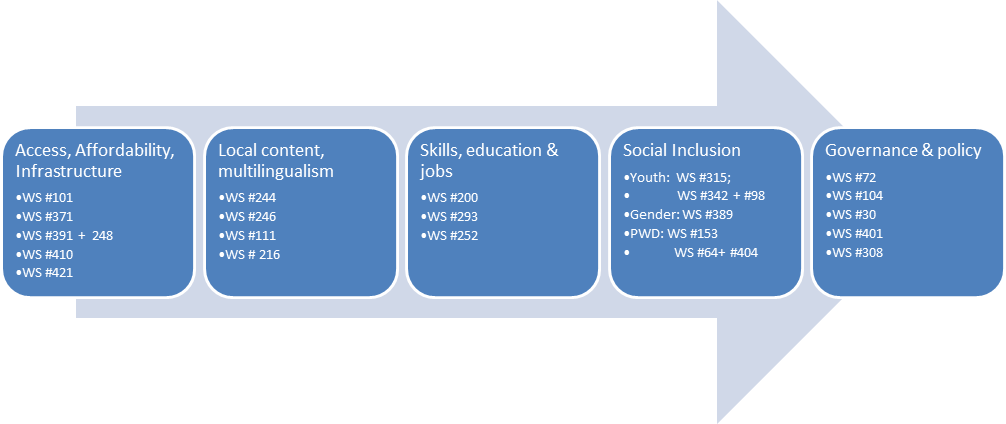 Access, Affordability,
Infrastructure
•WS #101
•WS #371
•WS #391 + 248
•WS #410
•WS #421
Local content,
multilingualism
•WS #244
•WS #246
•WS #111
•WS # 216
Skills, education &
jobs
•WS #200
•WS #293
•WS #252
Social Inclusion
•Youth: WS #315;
• WS #342 + #98
•Gender: WS #389
•PWD: WS #153
• WS #64+ #404
Governance & policy
•WS #72
•WS #104
•WS #30
•WS #401
•WS #308